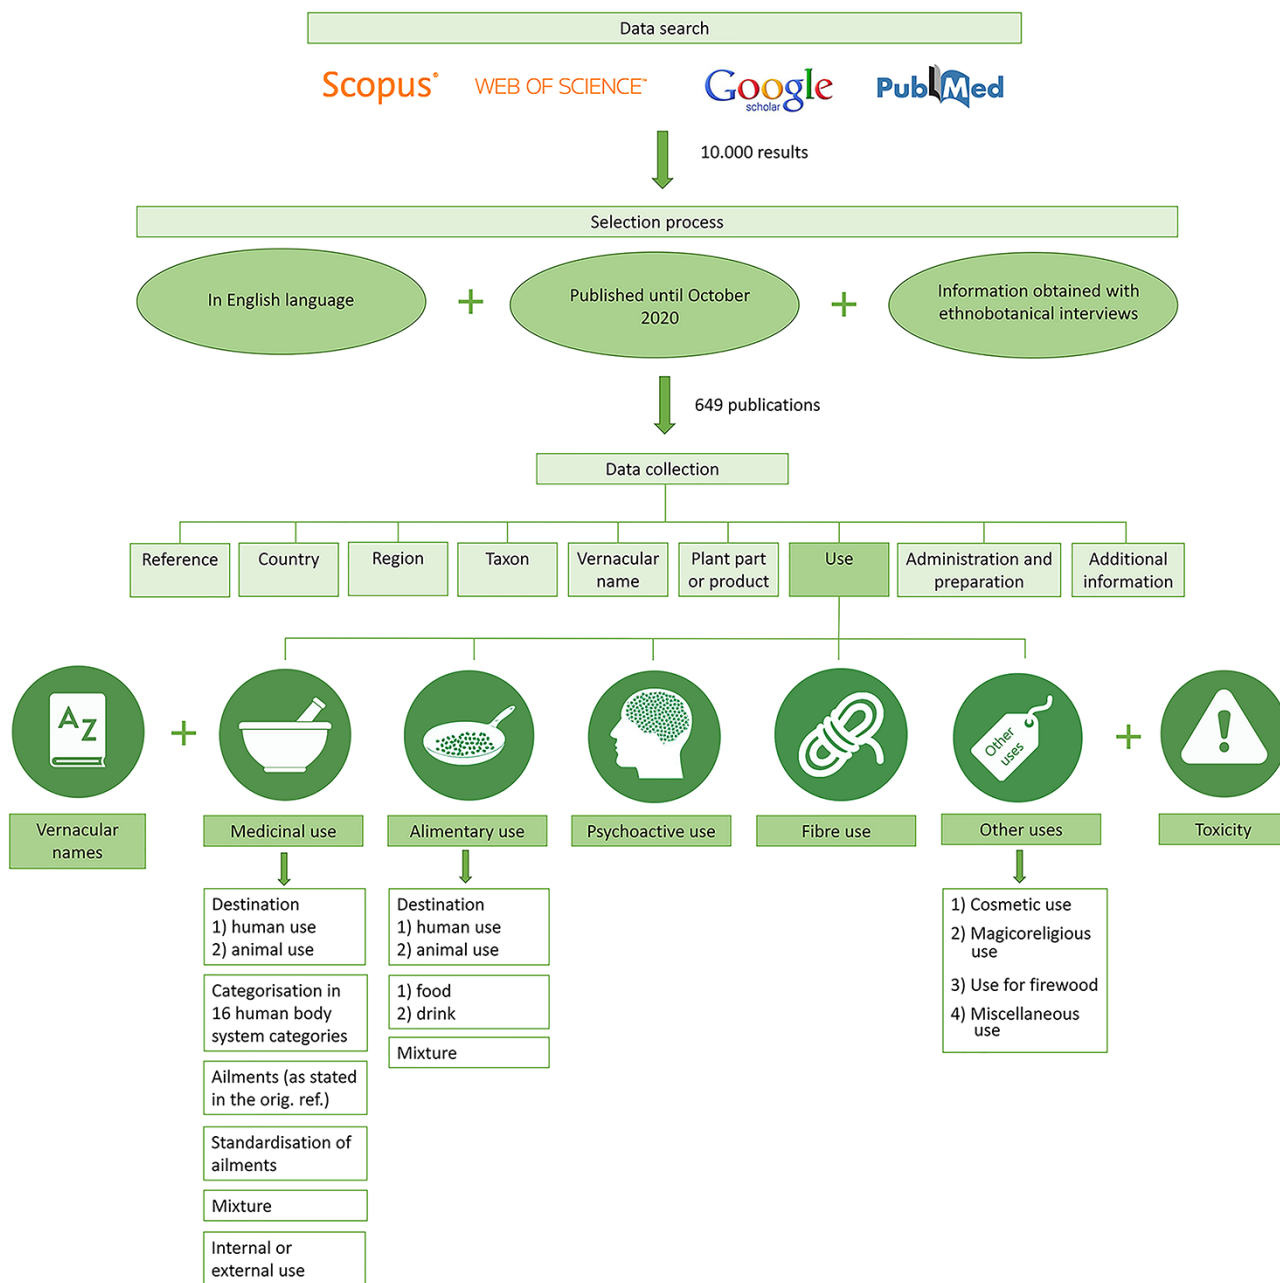 Data search
Scopus®
WEB OF SCIENCE™
Google
scholar
PubMed
10.000 results
Selection process
In English language
+
Published until October
2020
+
Information obtained with
ethnobotanical interviews
649 publications
Data collection
Reference
Country
Region
Taxon
Vernacular
name
Plant part
or product
Use
Administration and
preparation
Additional
information
AZ
+
Other
uses
+
!
Vernacular
names
Medicinal use
Alimentary use
Psychoactive use
Fibre use
Other uses
Toxicity
Destination
1) human use
2) animal use
Categorisation in
16 human body
system categories
Ailments (as stated
in the orig. ref.)
Standardisation of
ailments
Mixture
Internal or
external use
Destination
1) human use
2) animal use
1) food
2) drink
Mixture
1) Cosmetic use
2) Magicoreligious
use
3) Use for firewood
4) Miscellaneous
use